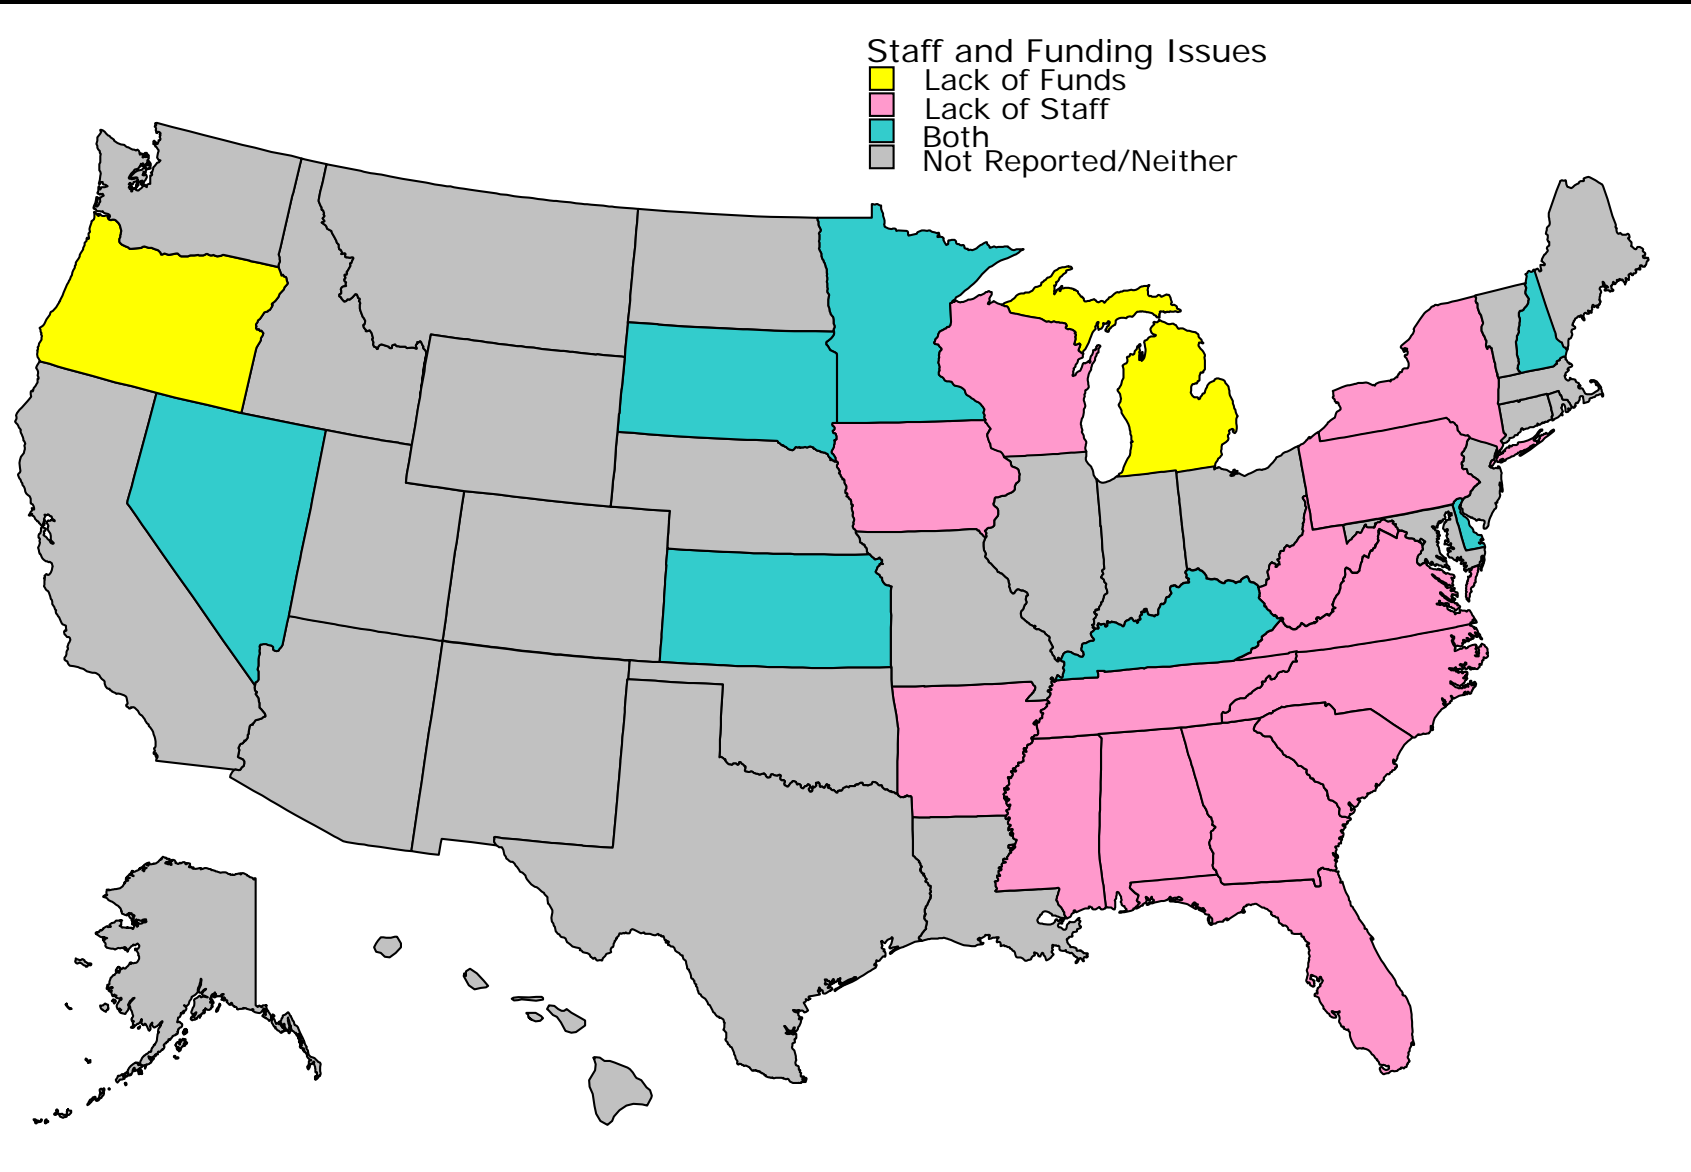 Staff and Funding Issues
Lack of Funds
Lack of Staff
Both
Not Reported/Neither